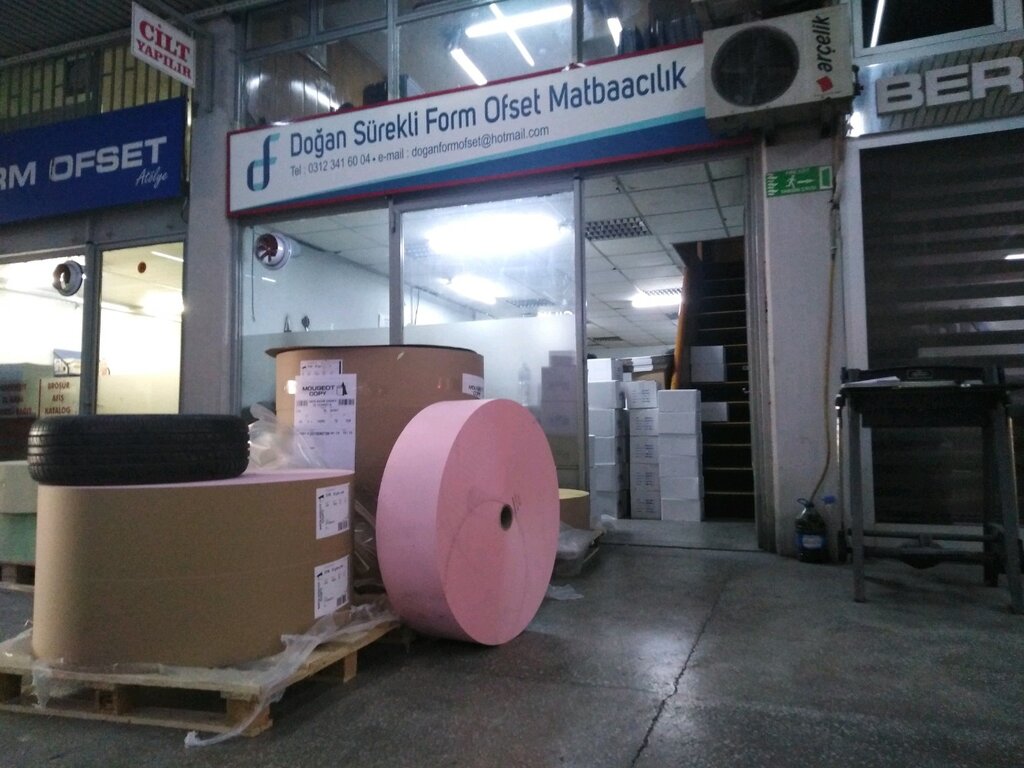 CİLT
YAPILIR
RM OFSET
Atölye
Doğan Sürekli Form Ofset Matbaacılık
Tel : 0312 341 60 04 • e-mail : doganformofset@hotmail.com
arçelik
BER
BROŞÜR
AFİŞ
KATALOG
MOUGEOT
COPY